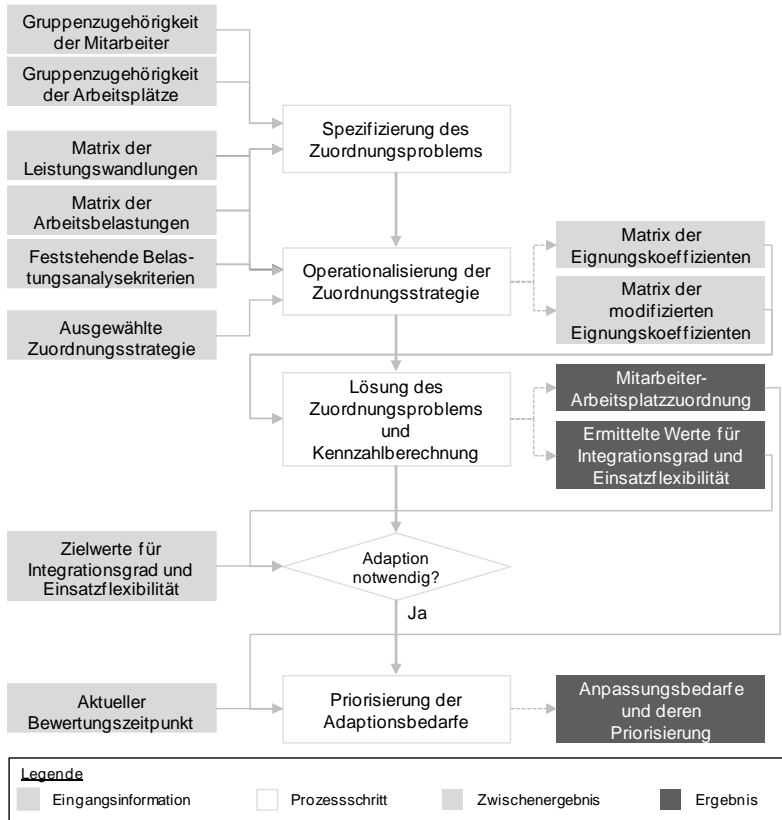 Gruppenzugehörigkeit
der Mitarbeiter
Gruppenzugehörigkeit
der Arbeitsplätze
Spezifizierung des
Zuordnungsproblems
Matrix der
Leistungswandlungen
Matrix der
Arbeitsbelastungen
Feststehende Belas-
tungsanalysekriterien
Operationalisierung der
Zuordnungsstrategie
Matrix der
Eignungskoeffizienten
Matrix der
modifizierten
Eignungskoeffizienten
Ausgewählte
Zuordnungsstrategie
Lösung des
Zuordnungsproblems
und
Kennzahlberechnung
Mitarbeiter-
Arbeitsplatzzuordnung
Ermittelte Werte für
Integrationsgrad und
Einsatzflexibilität
Zielwerte für
Integrationsgrad und
Einsatzflexibilität
Adaption
notwendig?
Ja
Aktueller
Bewertungszeitpunkt
Priorisierung der
Adaptionsbedarfe
Anpassungsbedarfe
und deren
Priorisierung
Legende
Eingangsinformation
Prozessschritt
Zwischenergebnis
Ergebnis